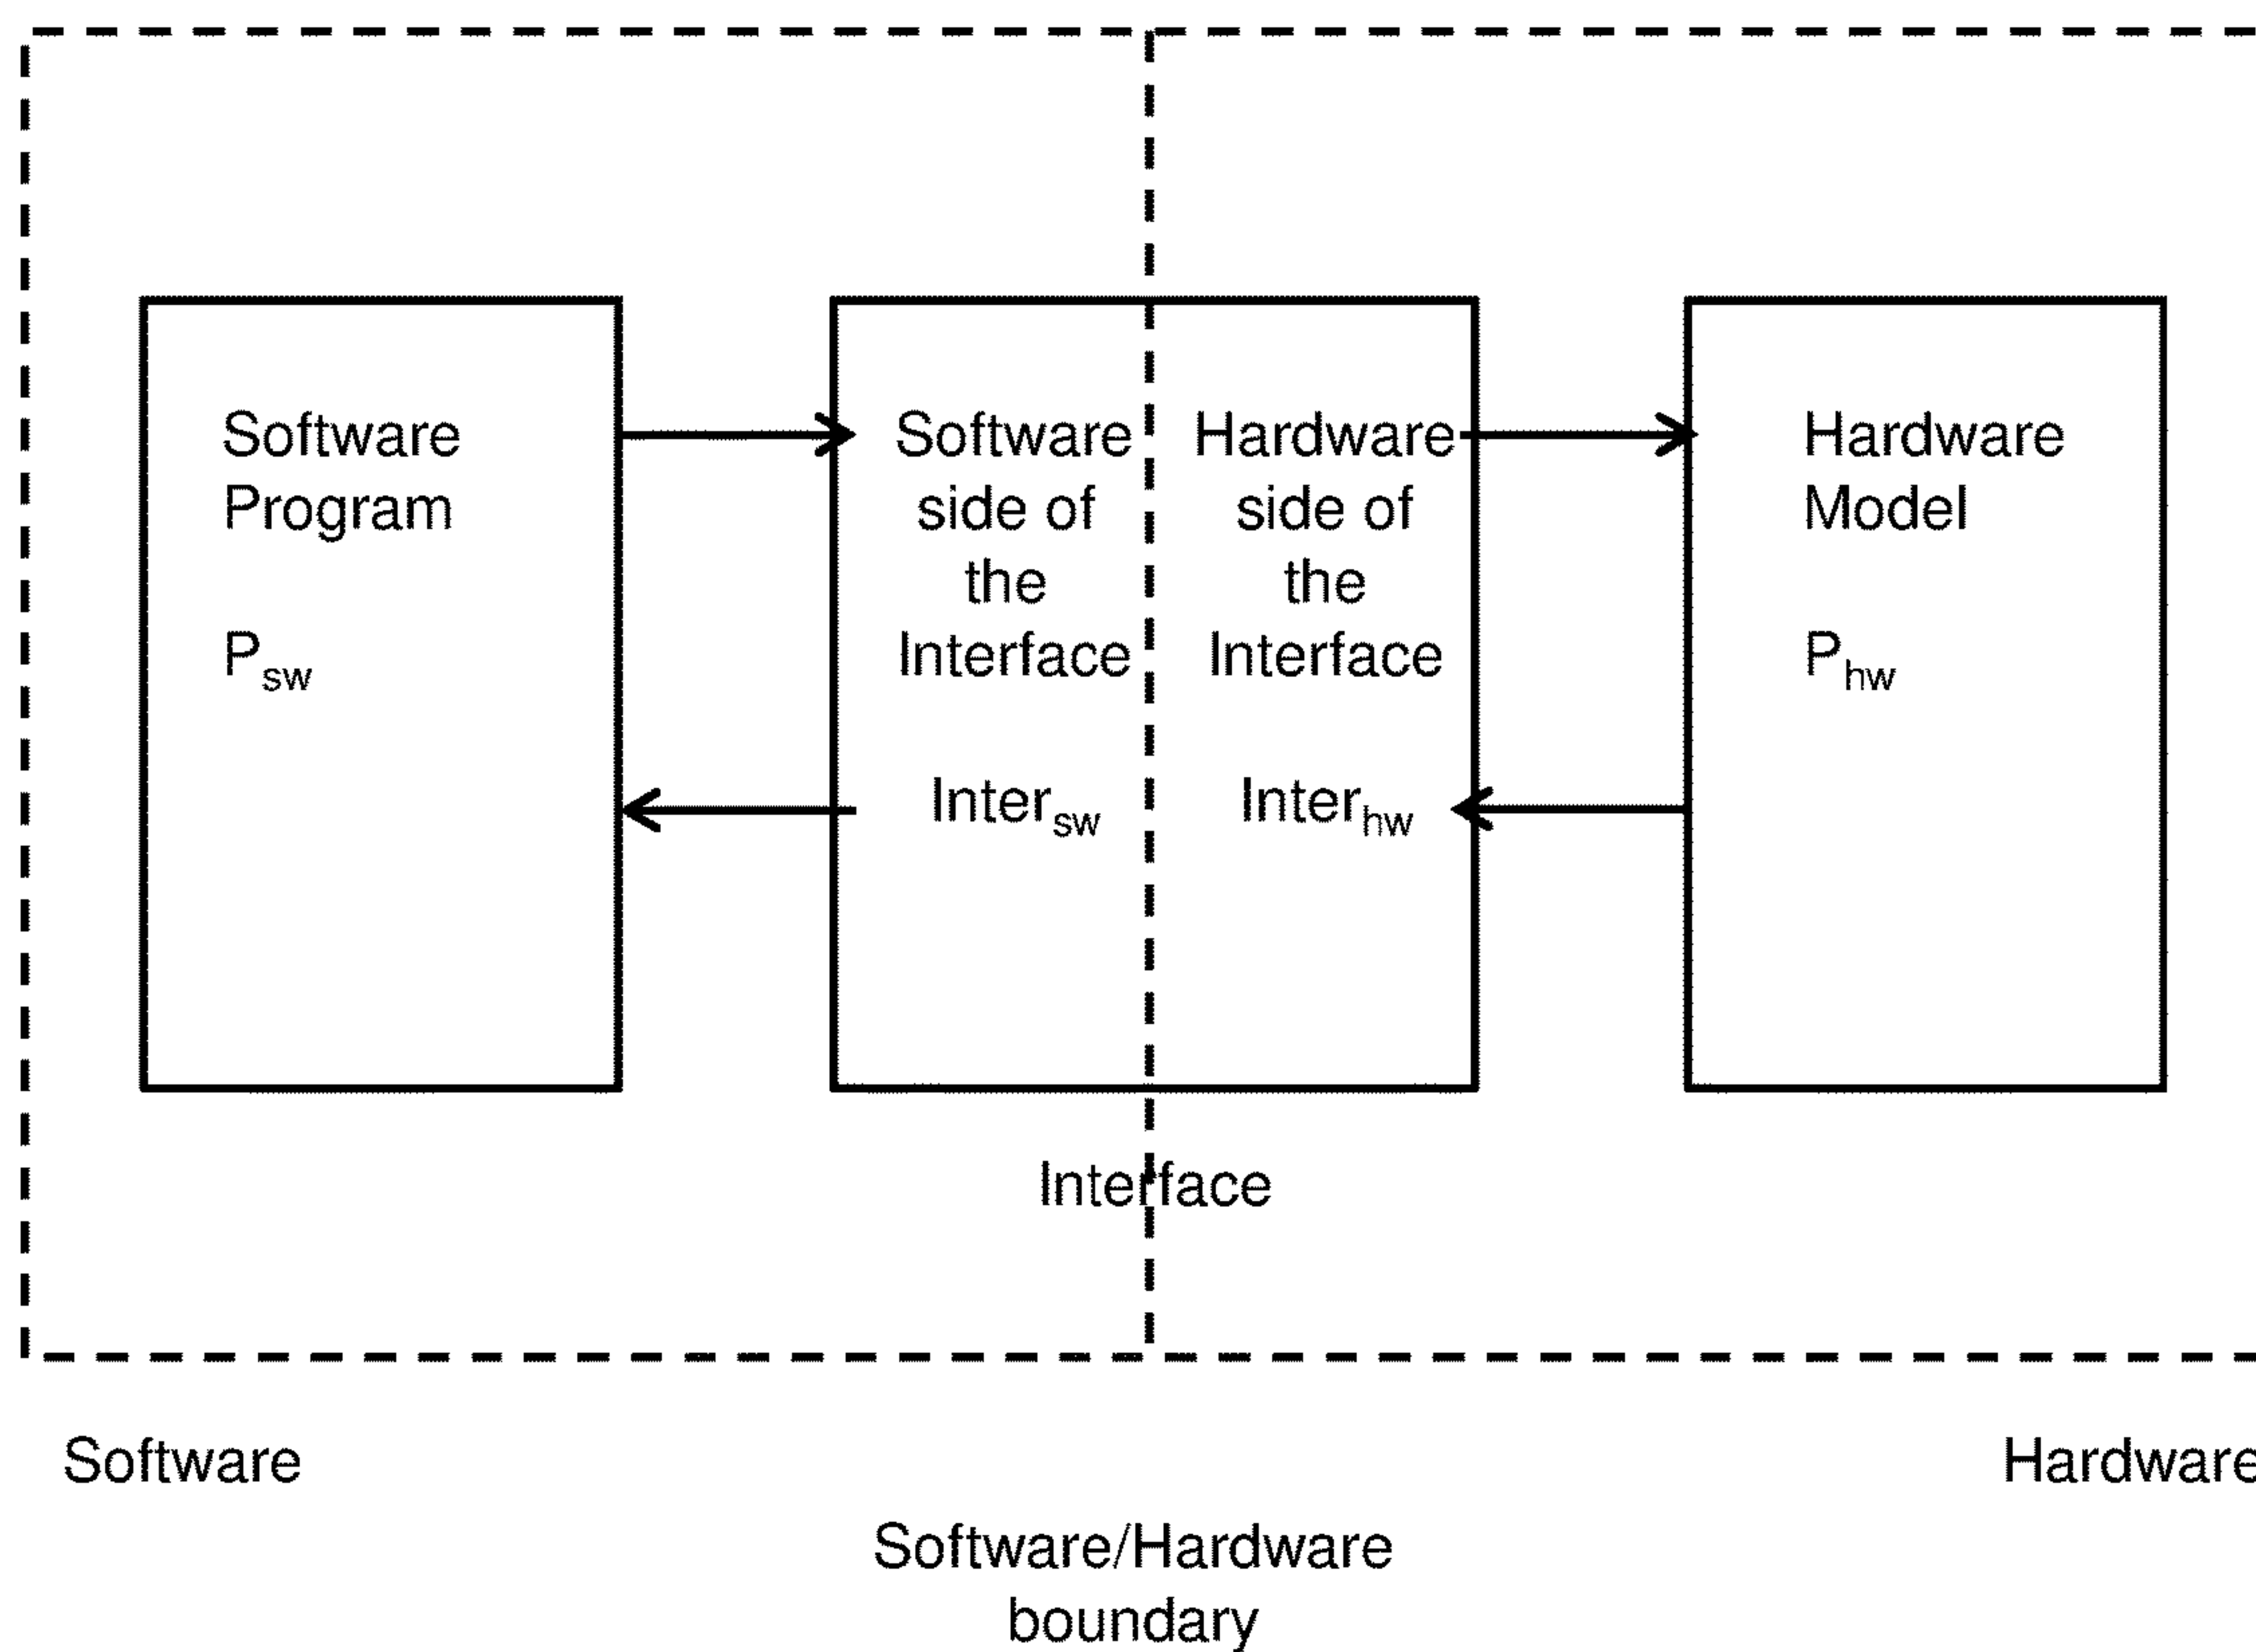 Software
Program
P_sw
Software
side of
the
Interface
Inter_sw
Hardware
side of
the
Interface
Inter_hw
Hardware
Model
P_hw
Interface
Software
Hardware
Software/Hardware
boundary